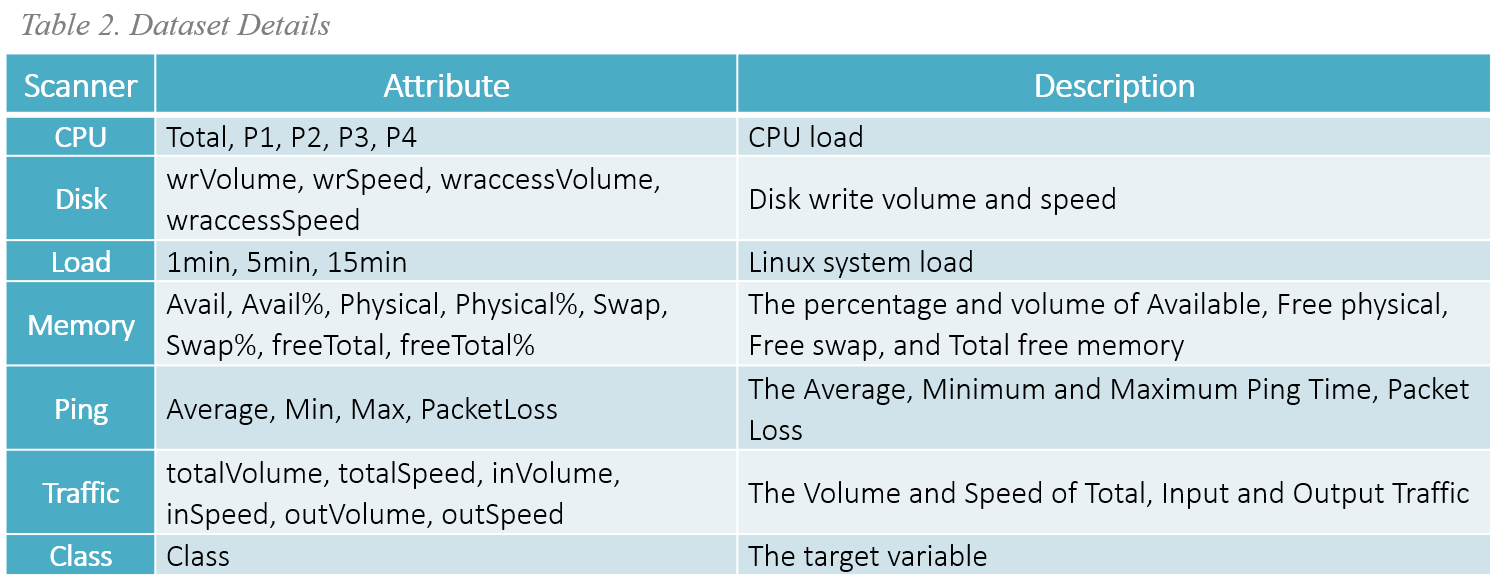 Table 2. Dataset Details
Scanner Attribute Description
CPU Total, P1, P2, P3, P4 CPU load
Disk wrVolume, wrSpeed, wraccessVolume,
wraccessSpeed Disk write volume and speed
Load 1min, 5min, 15min Linux system load
Memory Avail, Avail%, Physical, Physical%, Swap,
Swap%, freeTotal, freeTotal% The percentage and volume of Available, Free physical,
Free swap, and Total free memory
Ping Average, Min, Max, PacketLoss The Average, Minimum and Maximum Ping Time, Packet
Loss
Traffic totalVolume, totalSpeed, inVolume,
inSpeed, outVolume, outSpeed The Volume and Speed of Total, Input and Output Traffic
Class Class The target variable